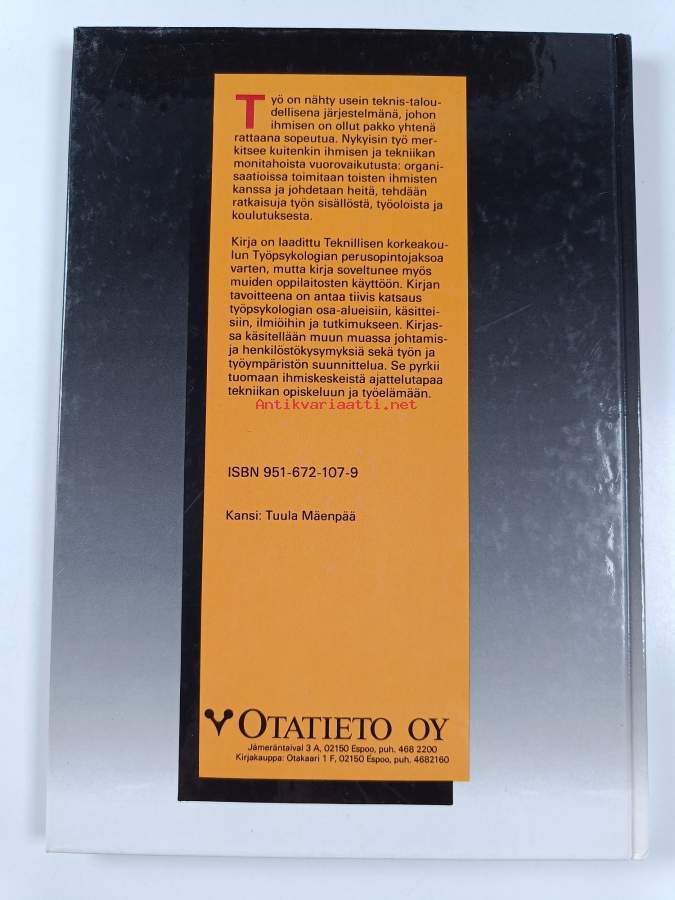 Työ on nähty usein teknis-talou-
dellisena järjestelmänä, johon
ihmisen on ollut pakko yhtenä
rattaana sopeutua. Nykyisin työ mer-
kitsee kuitenkin ihmisen ja tekniikan
monitahoista vuorovaikutusta: organi-
saatioissa toimitaan toisten ihmisten
kanssa ja johdetaan heitä, tehdään
ratkaisuja työn sisällöstä, työoloista ja
koulutuksesta.
Kirja on laadittu Teknillisen korkeakou-
lun Työpsykologian perusopintojaksoa
varten, mutta kirja soveltunee myös
muiden oppilaitosten käyttöön. Kirjan
tavoitteena on antaa tiivis katsaus
työpsykologian osa-alueisiin, käsittei-
siin, ilmiöihin ja tutkimukseen. Kirjas-
sa käsitellään muun muassa johtamis-
ja henkilöstökysymyksiä sekä työn ja
työympäristön suunnittelua. Se pyrkii
tuomaan ihmiskeskeistä ajattelutapaa
tekniikan opiskeluun ja työelämään.
Antikvariaatti.net
ISBN 951-672-107-9
Kansi: Tuula Mäenpää
OTATIETO OY
Jämeräntaival 3 A, 02150 Espoo, puh. 468 2200
Kirjakauppa: Otakaari 1 F, 02150 Espoo, puh. 4682160